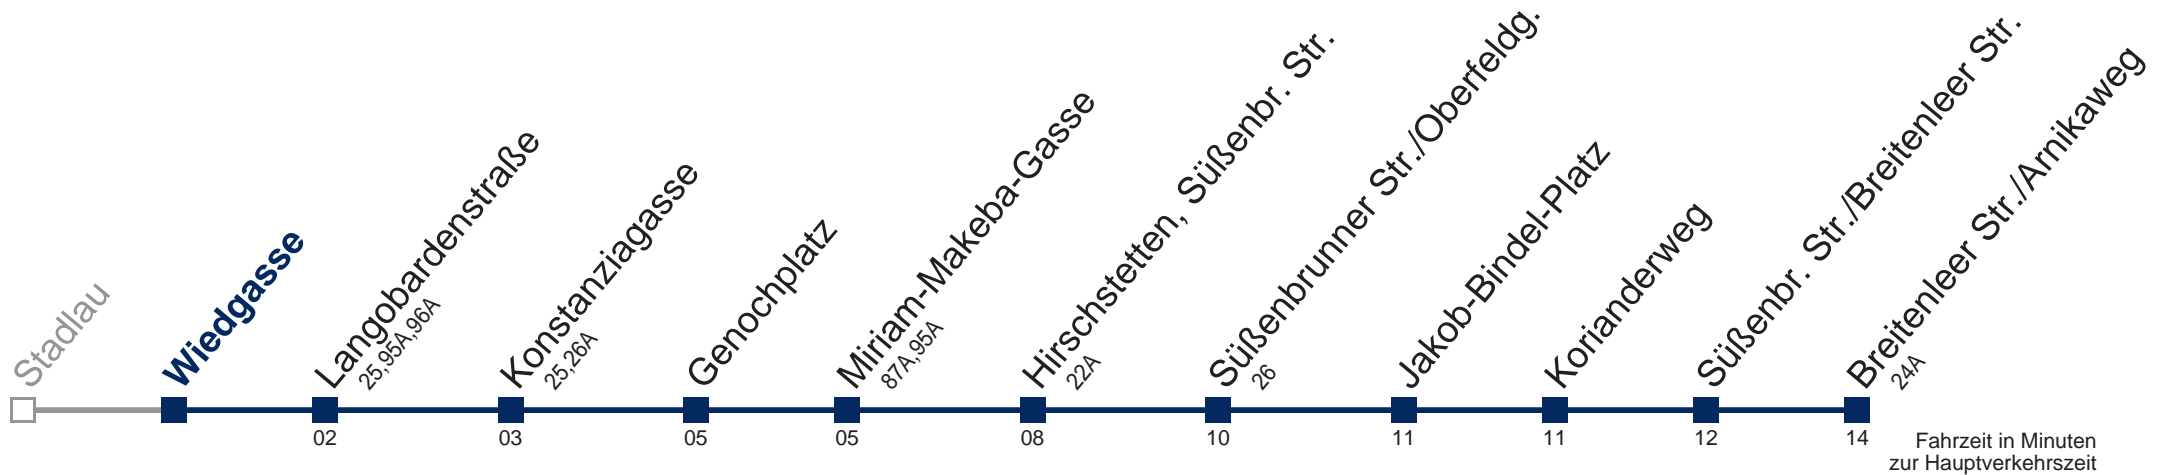 Stadlau
Wiedgasse
Langobardenstraße
25,95A,96A
Konstanziagasse
25,26A
Genochplatz
Miriam-Makeba-Gasse
87A,95A
Hirschstetten, Süßenbr. Str.
22A
Süßenbrunner Str./Oberfeldg.
26
Jakob-Bindel-Platz
Korianderweg
Süßenbr. Str./Breitenleer Str.
Breitenleer Str./Arnikaweg
24A
02 03 05 05 08 10 11 11 12 14
Fahrzeit in Minuten
zur Hauptverkehrszeit